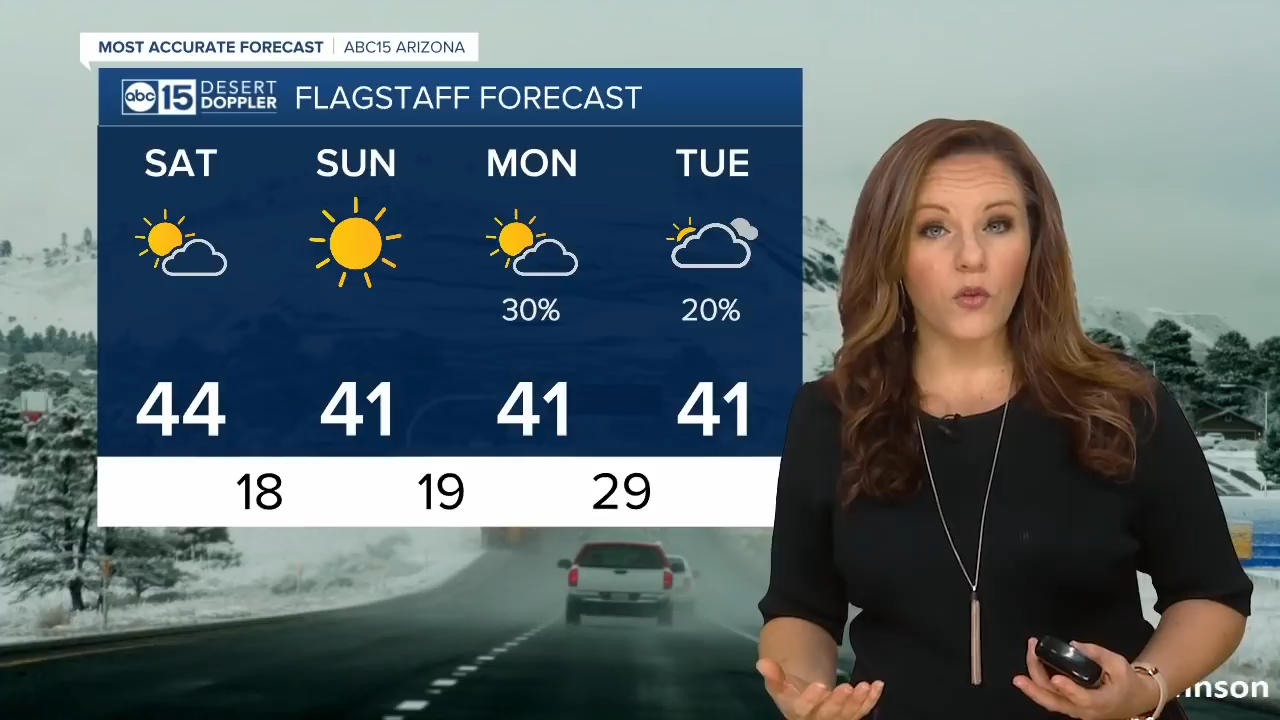 MOST ACCURATE FORECAST | ABC15 ARIZONA
abc 15 DESERT DOPPLER FLAGSTAFF FORECAST
SAT SUN MON TUE
30% 20%
44 41 41 41
18 19 29